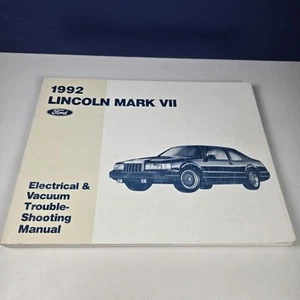 1992
LINCOLN MARK VII
Ford
Electrical &
Vacuum
Trouble-
Shooting
Manual